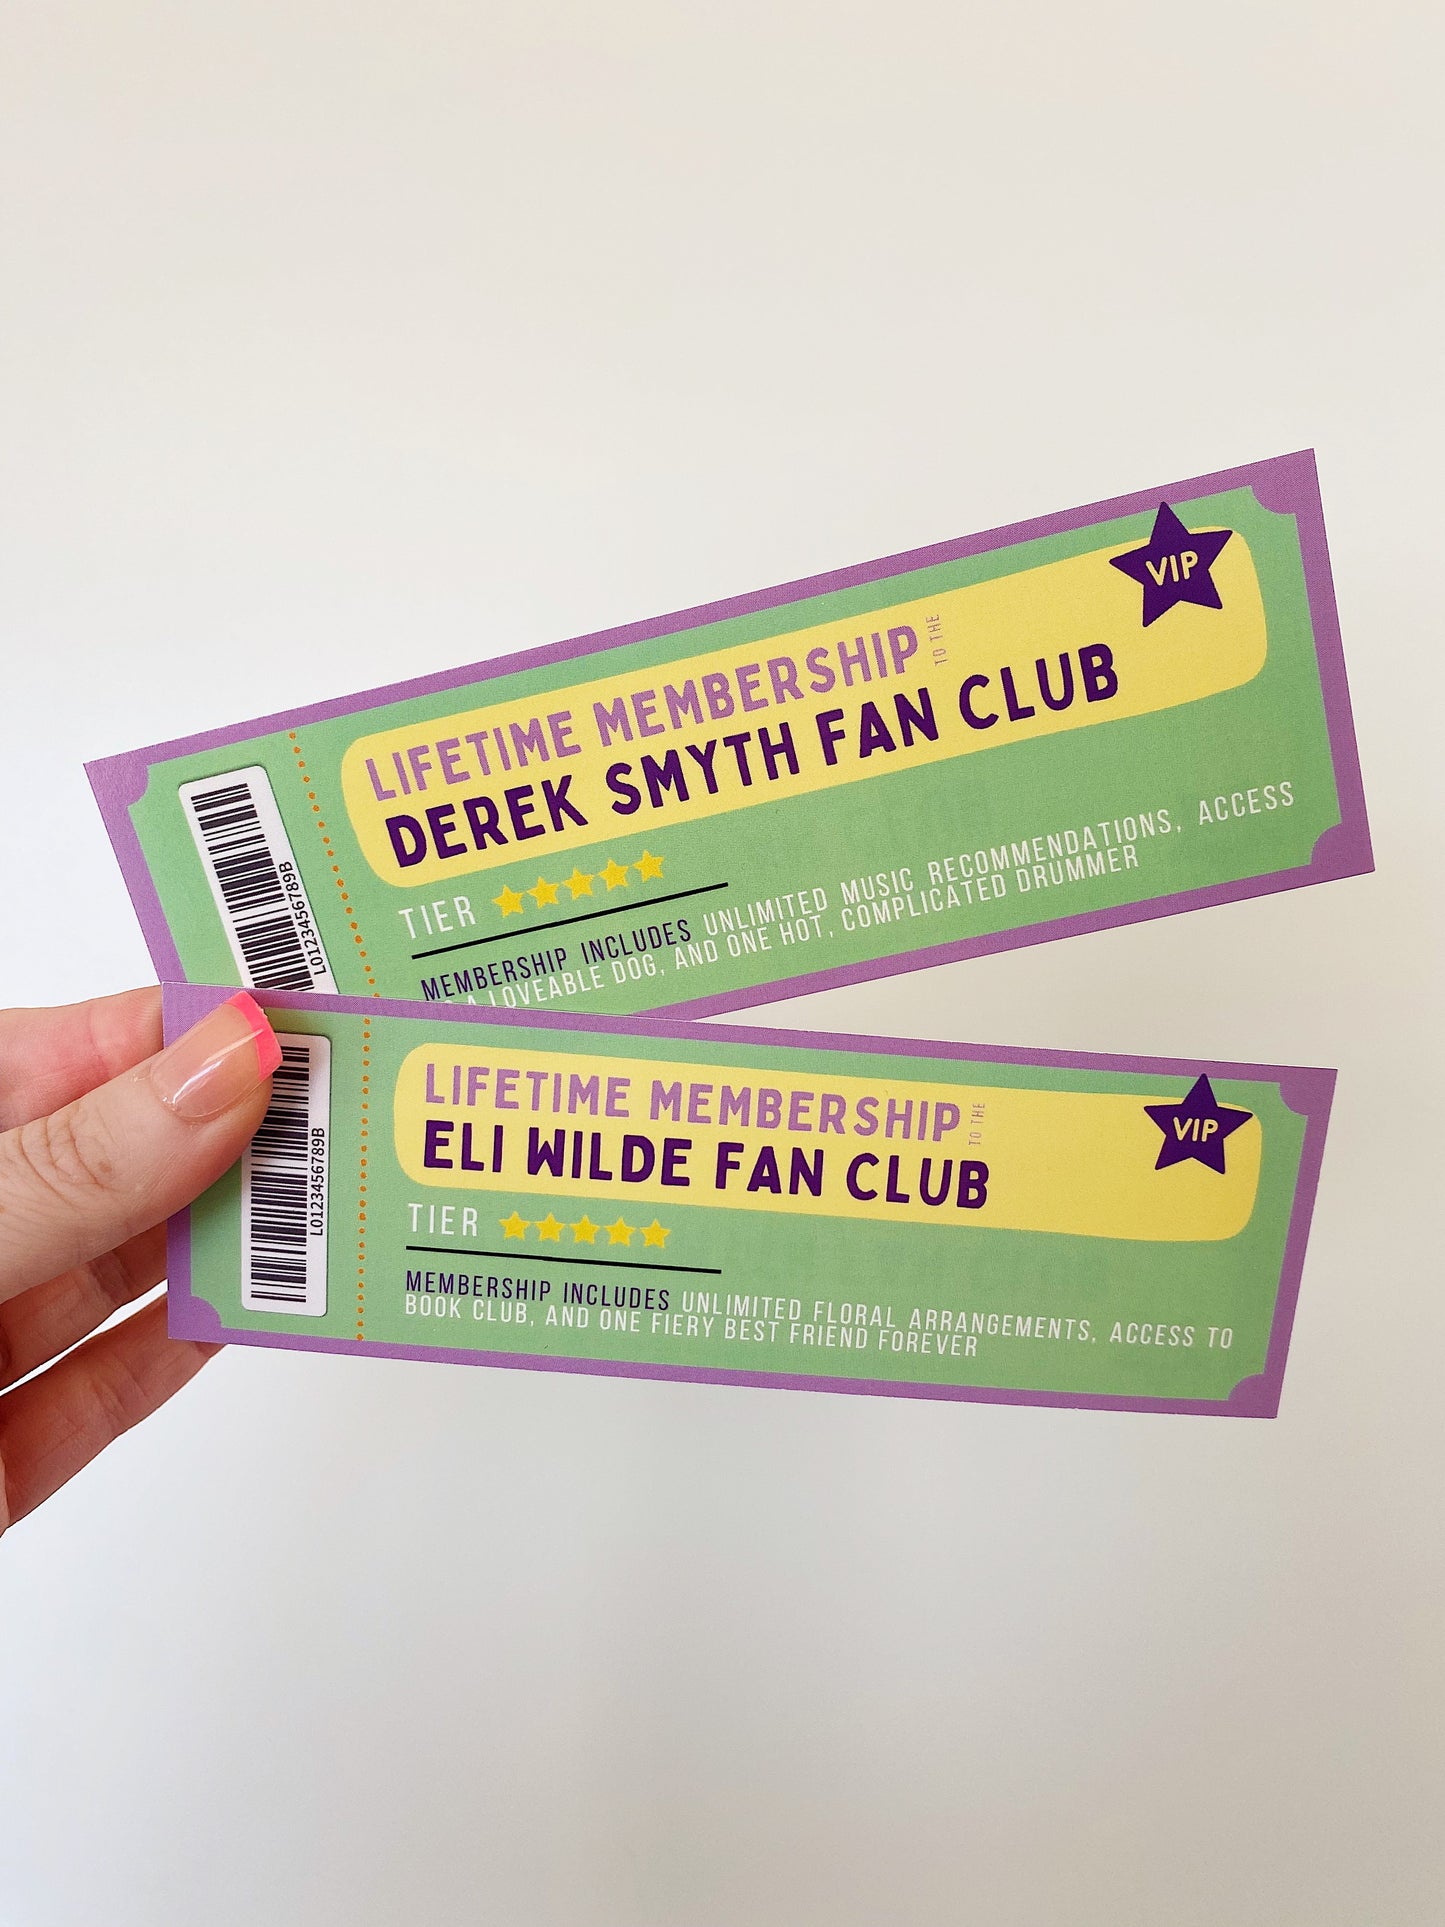 VIP
LIFETIME MEMBERSHIP TO THE
DEREK SMYTH FAN CLUB
TIER
MEMBERSHIP INCLUDES UNLIMITED MUSIC RECOMMENDATIONS, ACCESS
A LOVEABLE DOG, AND ONE HOT, COMPLICATED DRUMMER
L0123456789B
VIP
LIFETIME MEMBERSHIP TO THE
ELI WILDE FAN CLUB
TIER
MEMBERSHIP INCLUDES UNLIMITED FLORAL ARRANGEMENTS, ACCESS TO
BOOK CLUB, AND ONE FIERY BEST FRIEND FOREVER
L0123456789B